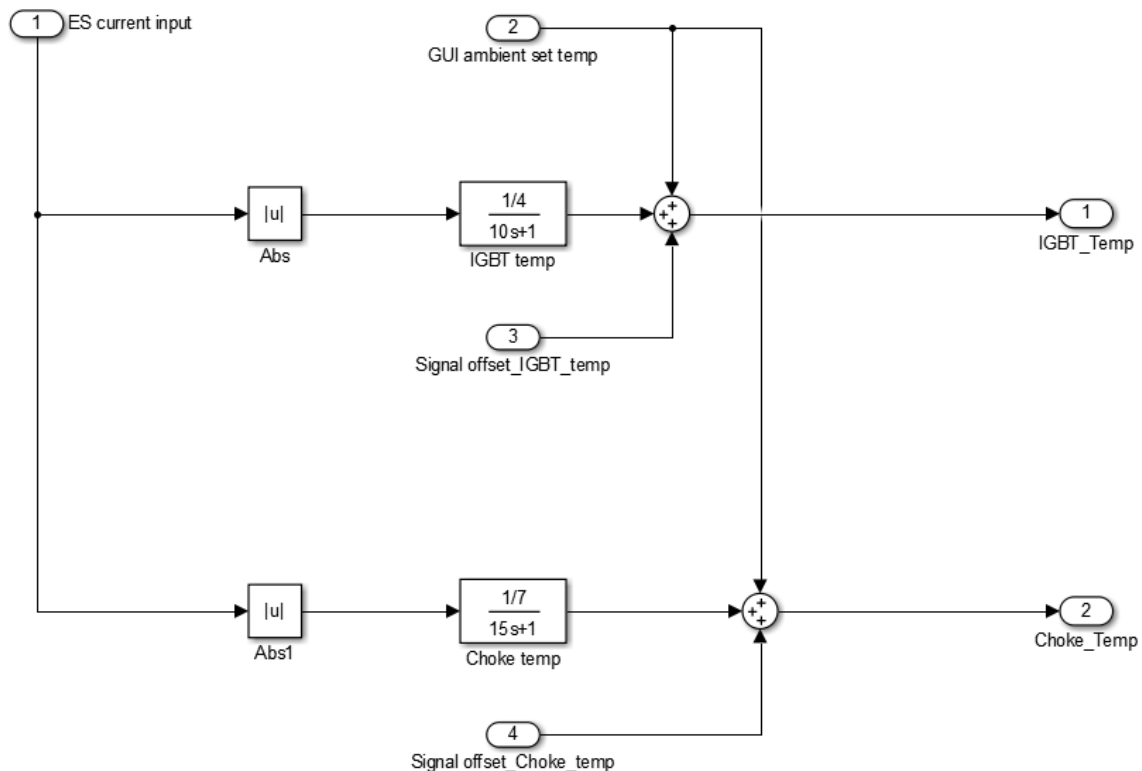 1
ES current input
2
GUI ambient set temp
|u|
Abs
1/4
10s+1
IGBT temp
+
+
+
1
IGBT_Temp
3
Signal offset_IGBT_temp
|u|
Abs1
1/7
15s+1
Choke temp
+
+
+
2
Choke_Temp
4
Signal offset_Choke_temp